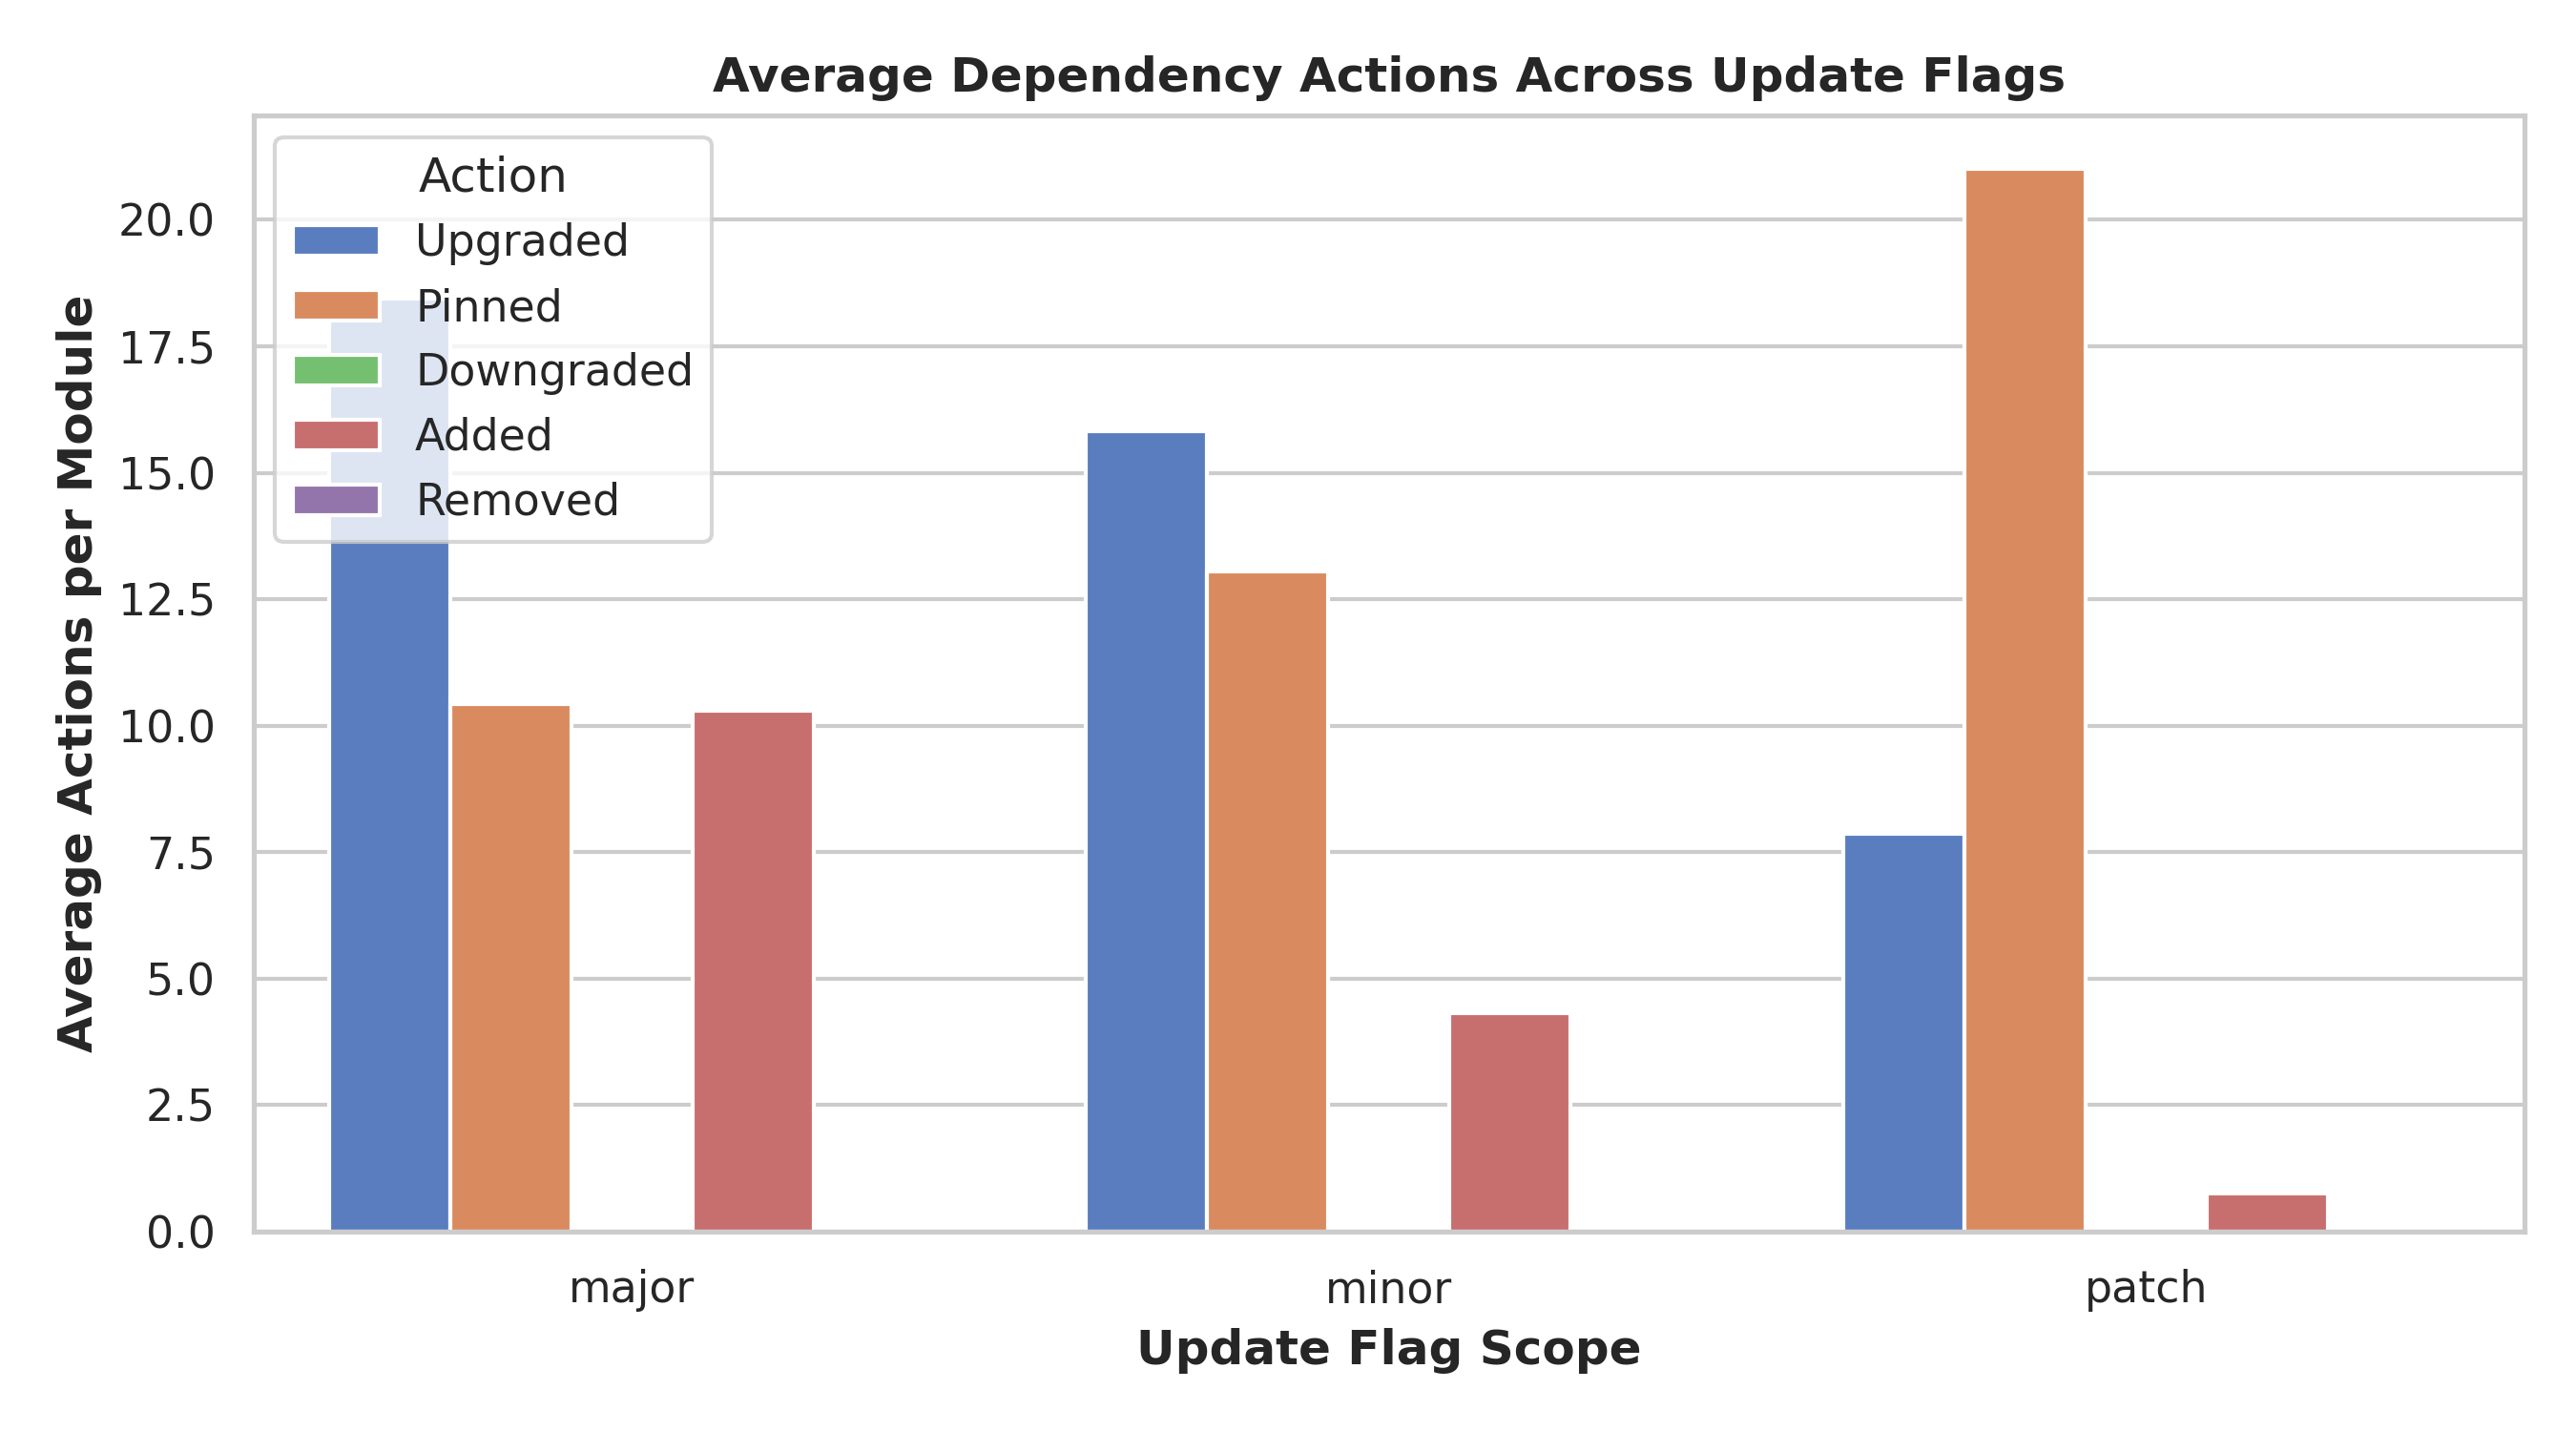 Average Dependency Actions Across Update Flags
Action
Upgraded
Pinned
Downgraded
Added
Removed
Average Actions per Module
20.0
17.5
15.0
12.5
10.0
7.5
5.0
2.5
0.0
major
minor
patch
Update Flag Scope